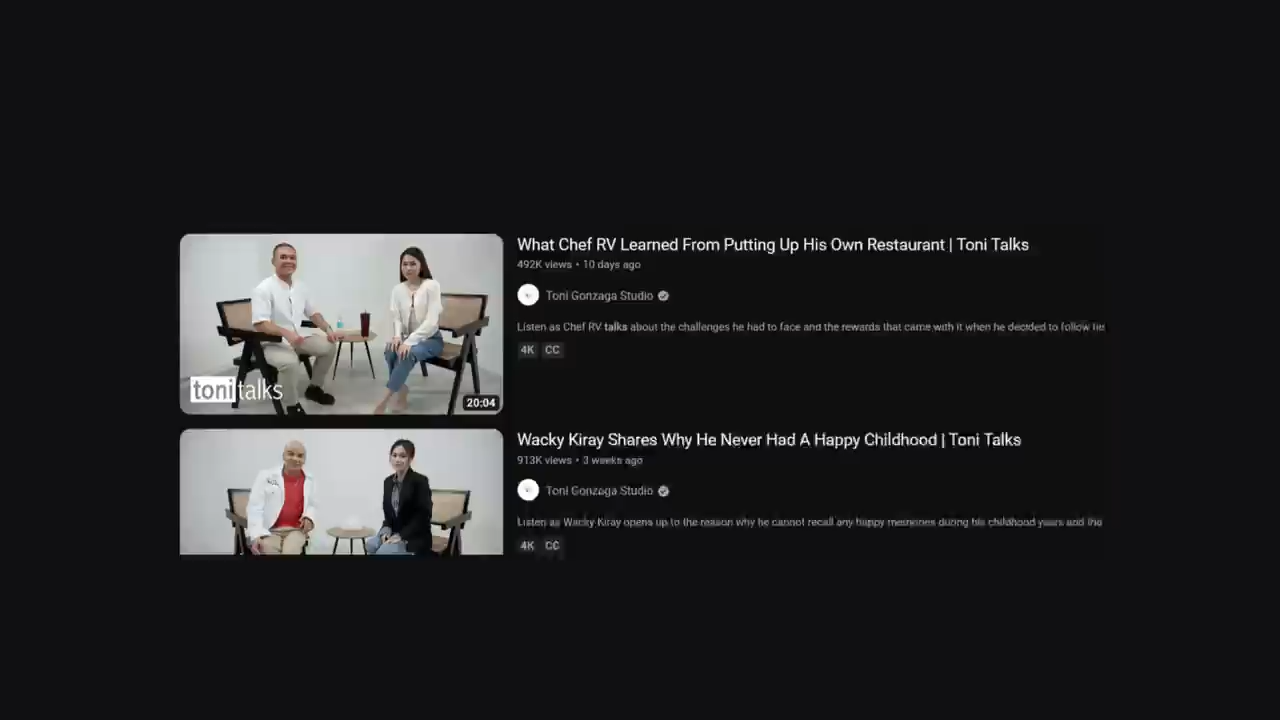 What Chef RV Learned From Putting Up His Own Restaurant | Toni Talks
492K views • 10 days ago
Toni Gonzaga Studio
Listen as Chef RV talks about the challenges he had to face and the rewards that came with it when he decided to follow his
4K CC
toni talks
20:04
Wacky Kiray Shares Why He Never Had A Happy Childhood | Toni Talks
913K views • 3 weeks ago
Toni Gonzaga Studio
Listen as Wacky Kiray opens up to the reason why he cannot recall any happy memories during his childhood years and
4K CC